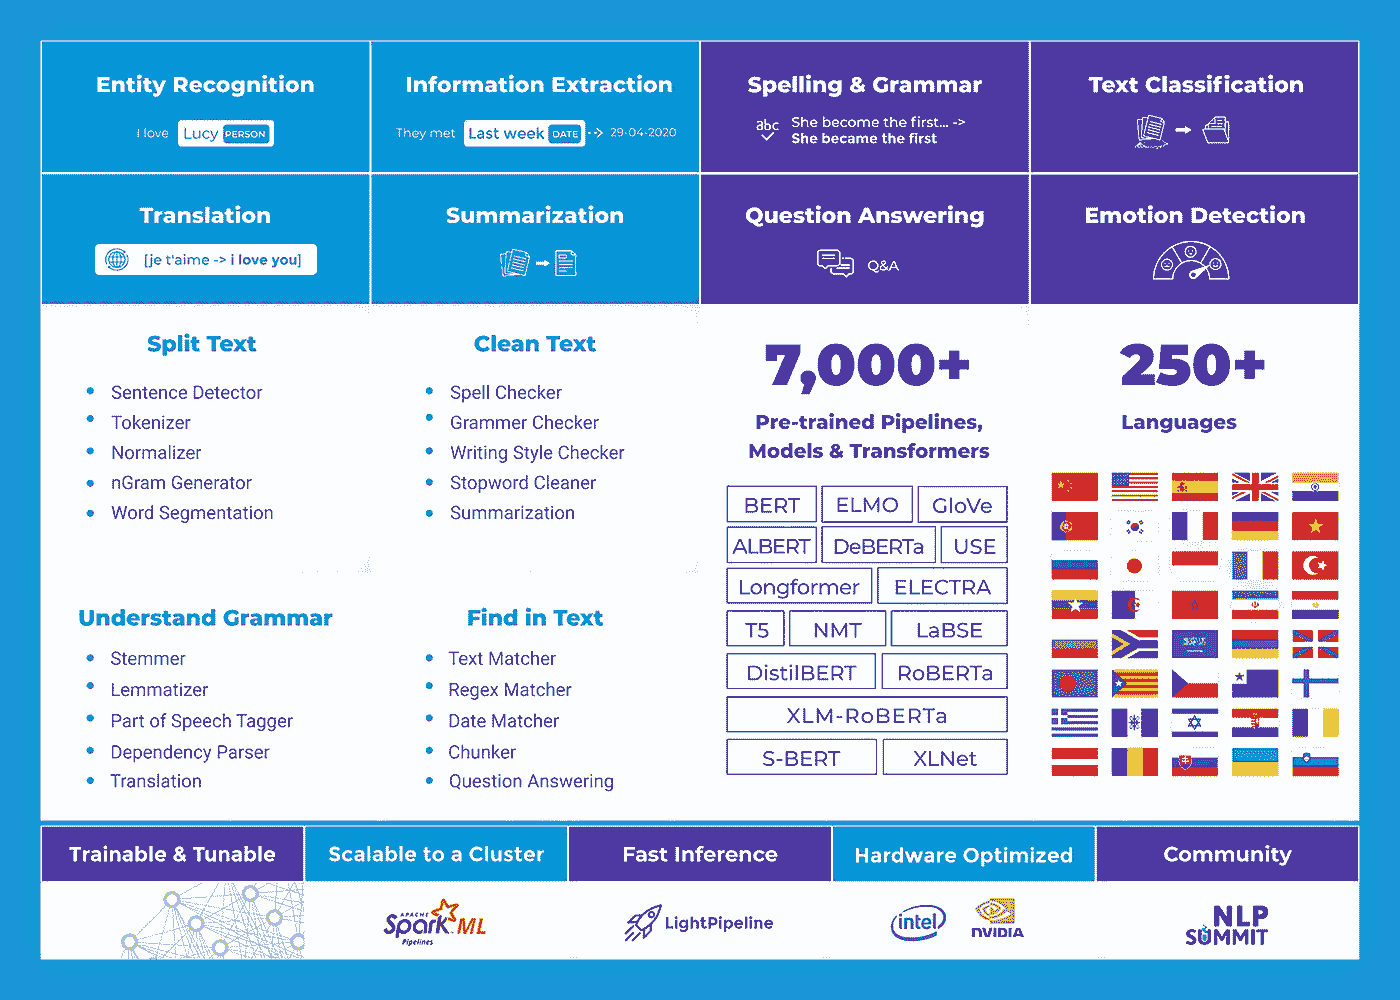 Entity Recognition
I love Lucy PERSON
Information Extraction
They met Last week DATE --> 29-04-2020
Spelling & Grammar
abc She become the first... ->
She became the first
Text Classification
Translation
[je t'aime -> i love you]
Summarization
Question Answering
Q&A
Emotion Detection
Split Text
• Sentence Detector
• Tokenizer
• Normalizer
• nGram Generator
• Word Segmentation
Clean Text
• Spell Checker
• Grammer Checker
• Writing Style Checker
• Stopword Cleaner
• Summarization
Understand Grammar
• Stemmer
• Lemmatizer
• Part of Speech Tagger
• Dependency Parser
• Translation
Find in Text
• Text Matcher
• Regex Matcher
• Date Matcher
• Chunker
• Question Answering
7,000+
Pre-trained Pipelines,
Models & Transformers
BERT ELMO GloVe
ALBERT DeBERTa USE
Longformer ELECTRA
T5 NMT LaBSE
DistilBERT RoBERTa
XLM-RoBERTa
S-BERT XLNet
250+
Languages
Trainable & Tunable
Scalable to a Cluster
APACHE
Spark ML
Pipelines
Fast Inference
LightPipeline
Hardware Optimized
intel
NVIDIA
Community
NLP
SUMMIT